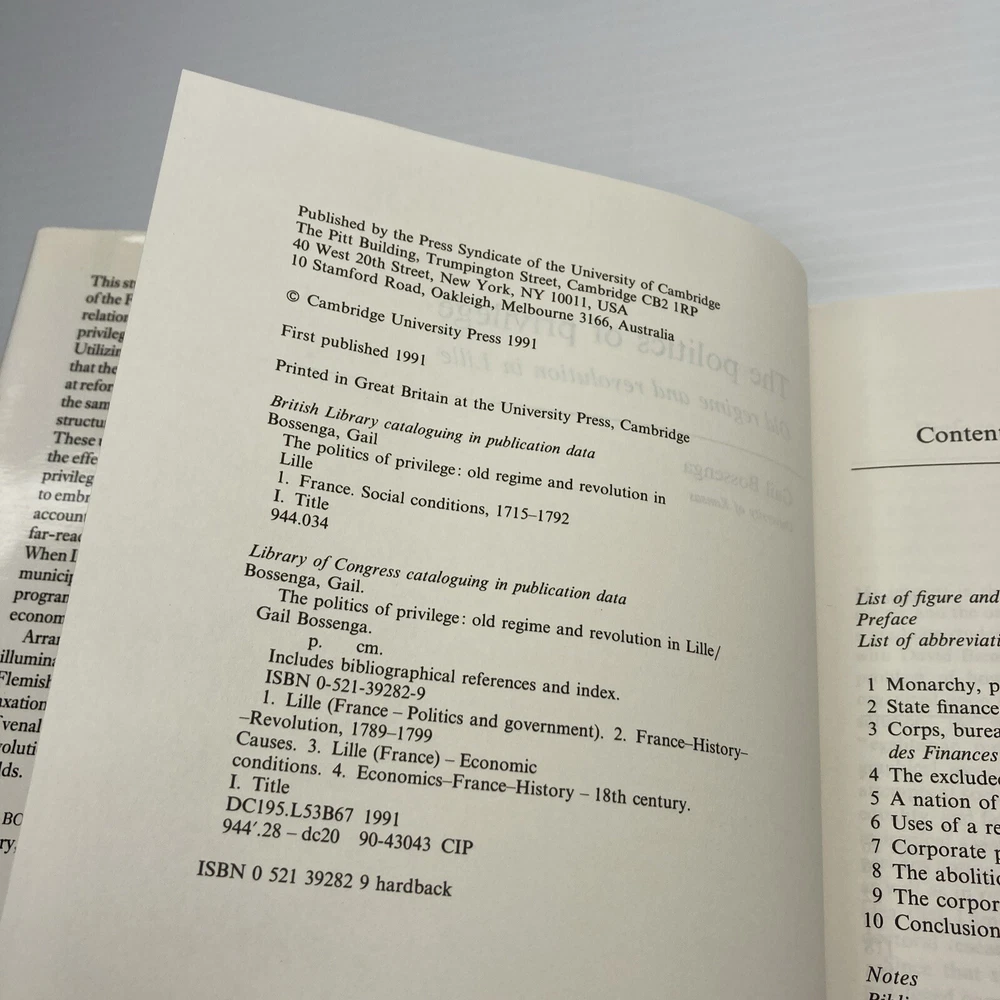 This
of the
privileg
Utilizin
that the
at refor
the sam
structu
These
the effe
privileg
to embr
accoun
far-rea
When I
municip
program
econom
Arra
illumina
Flemish
axation
venal
voluti
lds.
BC
ry,
Published by the Press Syndicate of the University of Cambridge
The Pitt Building, Trumpington Street, Cambridge CB2 1RP
40 West 20th Street, New York, NY 10011, USA
10 Stamford Road, Oakleigh, Melbourne 3166, Australia
© Cambridge University Press 1991
First published 1991
Printed in Great Britain at the University Press, Cambridge
British Library cataloguing in publication data
Bossenga, Gail
The politics of privilege: old regime and revolution in
Lille
1. France. Social conditions, 1715–1792
I. Title
944.034
Library of Congress cataloguing in publication data
Bossenga, Gail.
The politics of privilege: old regime and revolution in Lille/
Gail Bossenga.
p. cm.
Includes bibliographical references and index.
ISBN 0-521-39282-9
1. Lille (France – Politics and government). 2. France–History–
–Revolution, 1789–1799
Causes. 3. Lille (France) – Economic
conditions. 4. Economics–France–History – 18th century.
I. Title
DC195.L53B67 1991
944′.28 – dc20 90-43043 CIP
ISBN 0 521 39282 9 hardback
Conten
List of figure and
Preface
List of abbreviati
1 Monarchy, p
2 State finance
3 Corps, burea
des Finances
4 The exclude
5 A nation of
6 Uses of a re
7 Corporate p
8 The aboliti
9 The corpor
10 Conclusion
Notes